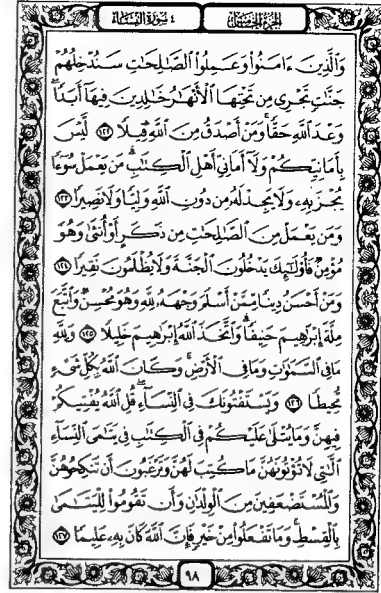 الجزء الخامس
٤ سورة النساء
وَٱلَّذِينَ ءَامَنُوا۟ وَعَمِلُوا۟ ٱلصَّـٰلِحَـٰتِ سَنُدْخِلُهُمْ
جَنَّـٰتٍ تَجْرِى مِن تَحْتِهَا ٱلْأَنْهَـٰرُ خَـٰلِدِينَ فِيهَآ أَبَدًا ۖ
وَعْدَ ٱللَّهِ حَقًّا ۚ وَمَنْ أَصْدَقُ مِنَ ٱللَّهِ قِيلًا ١٢٢ لَّيْسَ
بِأَمَانِيِّكُمْ وَلَآ أَمَانِىِّ أَهْلِ ٱلْكِتَـٰبِ ۗ مَن يَعْمَلْ سُوٓءًا
يُجْزَ بِهِۦ وَلَا يَجِدْ لَهُۥ مِن دُونِ ٱللَّهِ وَلِيًّا وَلَا نَصِيرًا ١٢٣
وَمَن يَعْمَلْ مِنَ ٱلصَّـٰلِحَـٰتِ مِن ذَكَرٍ أَوْ أُنثَىٰ وَهُوَ
مُؤْمِنٌ فَأُو۟لَـٰٓئِكَ يَدْخُلُونَ ٱلْجَنَّةَ وَلَا يُظْلَمُونَ نَقِيرًا ١٢٤
وَمَنْ أَحْسَنُ دِينًا مِّمَّنْ أَسْلَمَ وَجْهَهُۥ لِلَّهِ وَهُوَ مُحْسِنٌ وَٱتَّبَعَ
مِلَّةَ إِبْرَٰهِيمَ حَنِيفًا ۗ وَٱتَّخَذَ ٱللَّهُ إِبْرَٰهِيمَ خَلِيلًا ١٢٥ وَلِلَّهِ
مَا فِى ٱلسَّمَـٰوَٰتِ وَمَا فِى ٱلْأَرْضِ ۚ وَكَانَ ٱللَّهُ بِكُلِّ شَىْءٍ
مُّحِيطًا ١٢٦ وَيَسْتَفْتُونَكَ فِى ٱلنِّسَآءِ ۖ قُلِ ٱللَّهُ يُفْتِيكُمْ
فِيهِنَّ وَمَا يُتْلَىٰ عَلَيْكُمْ فِى ٱلْكِتَـٰبِ فِى يَتَـٰمَى ٱلنِّسَآءِ
ٱلَّـٰتِى لَا تُؤْتُونَهُنَّ مَا كُتِبَ لَهُنَّ وَتَرْغَبُونَ أَن تَنكِحُوهُنَّ
وَٱلْمُسْتَضْعَفِينَ مِنَ ٱلْوِلْدَٰنِ وَأَن تَقُومُوا۟ لِلْيَتَـٰمَىٰ
بِٱلْقِسْطِ ۚ وَمَا تَفْعَلُوا۟ مِنْ خَيْرٍ فَإِنَّ ٱللَّهَ كَانَ بِهِۦ عَلِيمًا ١٢٧
٩٨